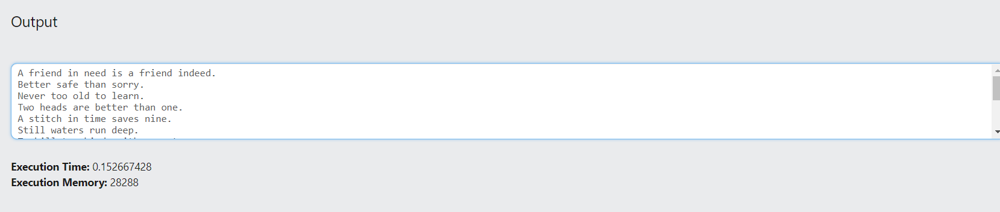 Output
A friend in need is a friend indeed.
Better safe than sorry.
Never too old to learn.
Two heads are better than one.
A stitch in time saves nine.
Still waters run deep.
Execution Time: 0.152667428
Execution Memory: 28288